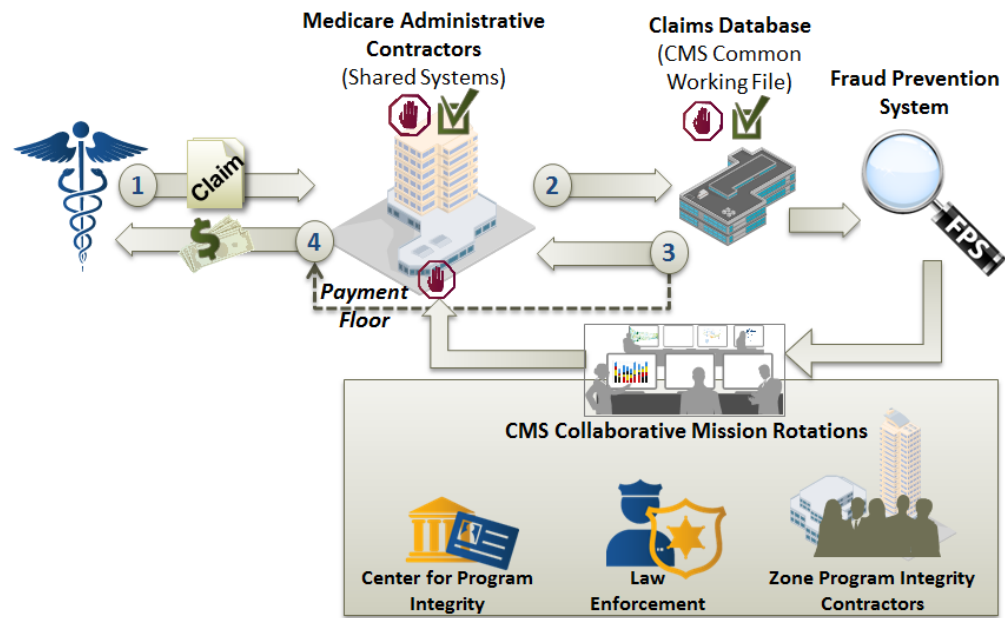 Medicare Administrative
Contractors
(Shared Systems)
Claims Database
(CMS Common
Working File)
Fraud Prevention
System
1
Claim
2
FPS
$
4
3
Payment
Floor
CMS Collaborative Mission Rotations
Center for Program
Integrity
Law
Enforcement
Zone Program Integrity
Contractors